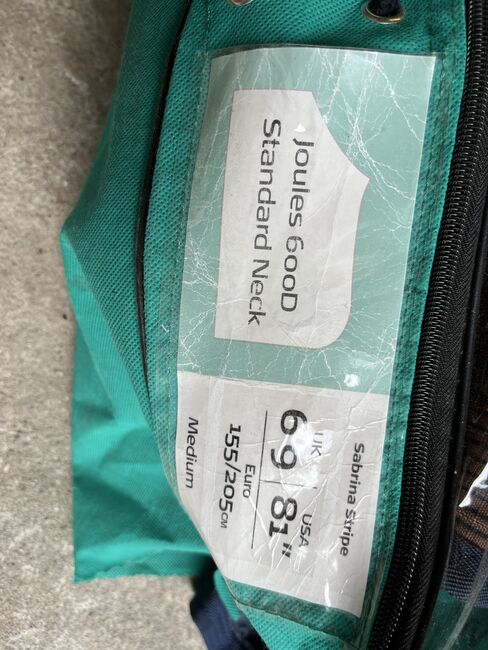 Joules 600D
Standard Neck
Sabrina Stripe
UK USA
6 9 81"
Euro
155/205CM
Medium